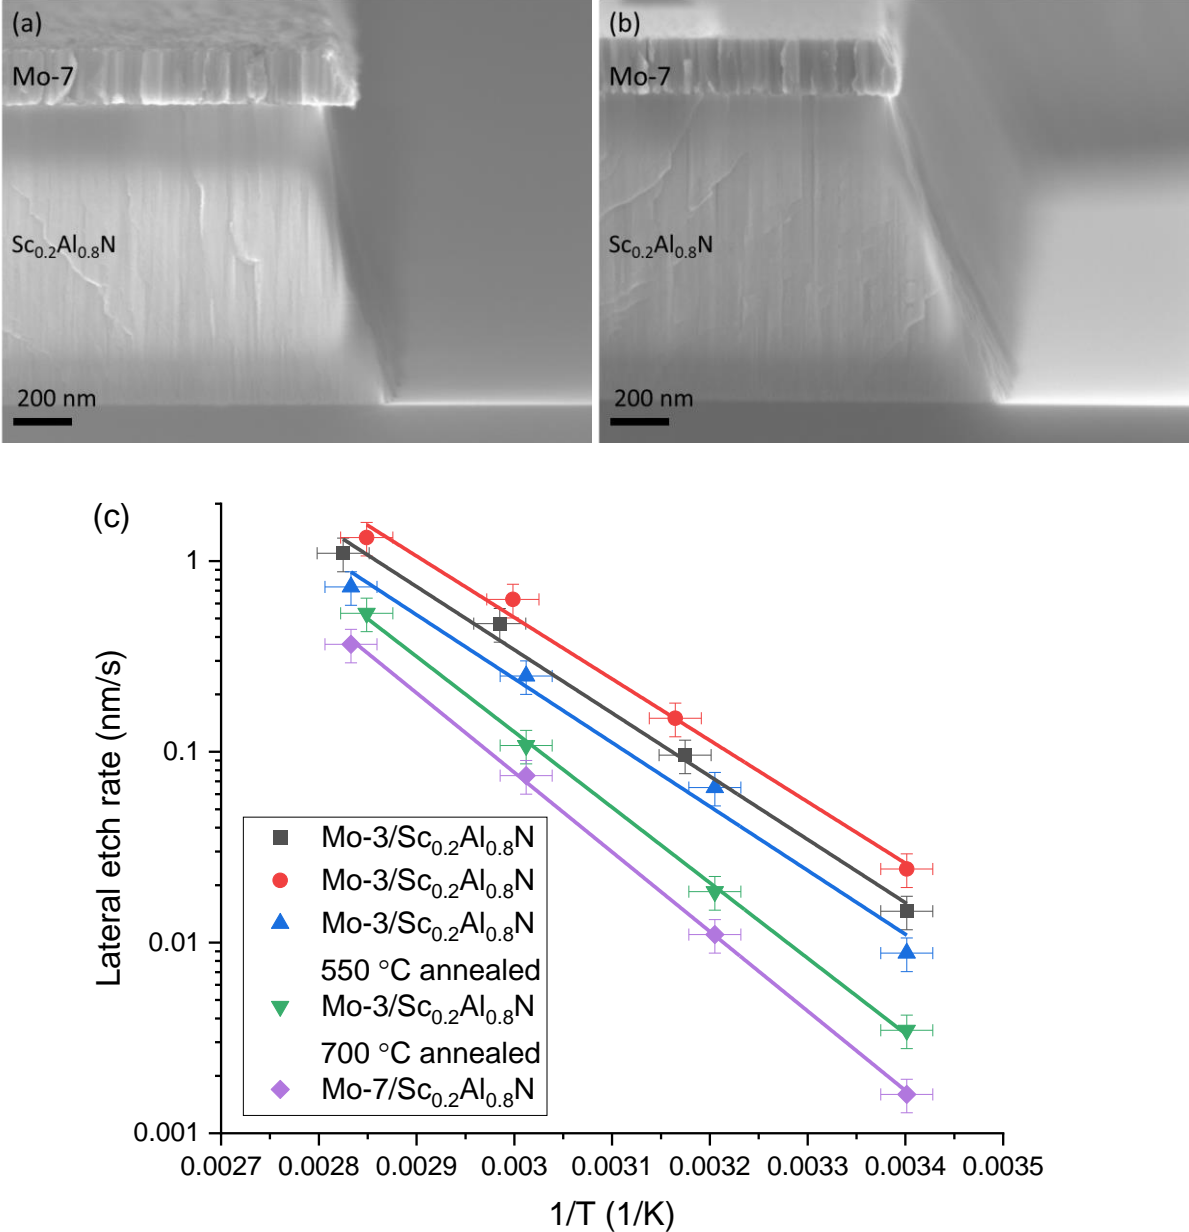 (a)
Mo-7
Sc0.2Al0.8N
200 nm
(b)
Mo-7
Sc0.2Al0.8N
200 nm
(c)
Lateral etch rate (nm/s)
1
0.1
0.01
0.001
Mo-3/Sc0.2Al0.8N
Mo-3/Sc0.2Al0.8N
Mo-3/Sc0.2Al0.8N
550 °C annealed
Mo-3/Sc0.2Al0.8N
700 °C annealed
Mo-7/Sc0.2Al0.8N
0.0027 0.0028 0.0029 0.003 0.0031 0.0032 0.0033 0.0034 0.0035
1/T (1/K)